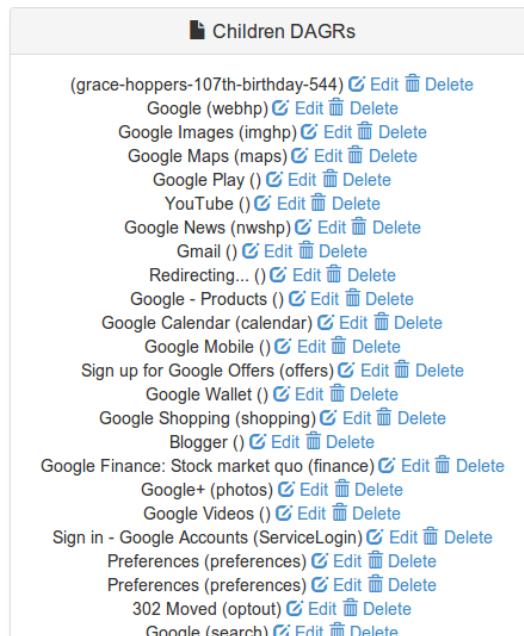 Children DAGRs
(grace-hoppers-107th-birthday-544) Edit Delete
Google (webhp) Edit Delete
Google Images (imghp) Edit Delete
Google Maps (maps) Edit Delete
Google Play () Edit Delete
YouTube () Edit Delete
Google News (nwshp) Edit Delete
Gmail () Edit Delete
Redirecting... () Edit Delete
Google - Products () Edit Delete
Google Calendar (calendar) Edit Delete
Google Mobile () Edit Delete
Sign up for Google Offers (offers) Edit Delete
Google Wallet () Edit Delete
Google Shopping (shopping) Edit Delete
Blogger () Edit Delete
Google Finance: Stock market quo (finance) Edit Delete
Google+ (photos) Edit Delete
Google Videos () Edit Delete
Sign in - Google Accounts (ServiceLogin) Edit Delete
Preferences (preferences) Edit Delete
Preferences (preferences) Edit Delete
302 Moved (optout) Edit Delete
Google (search) Edit Delete